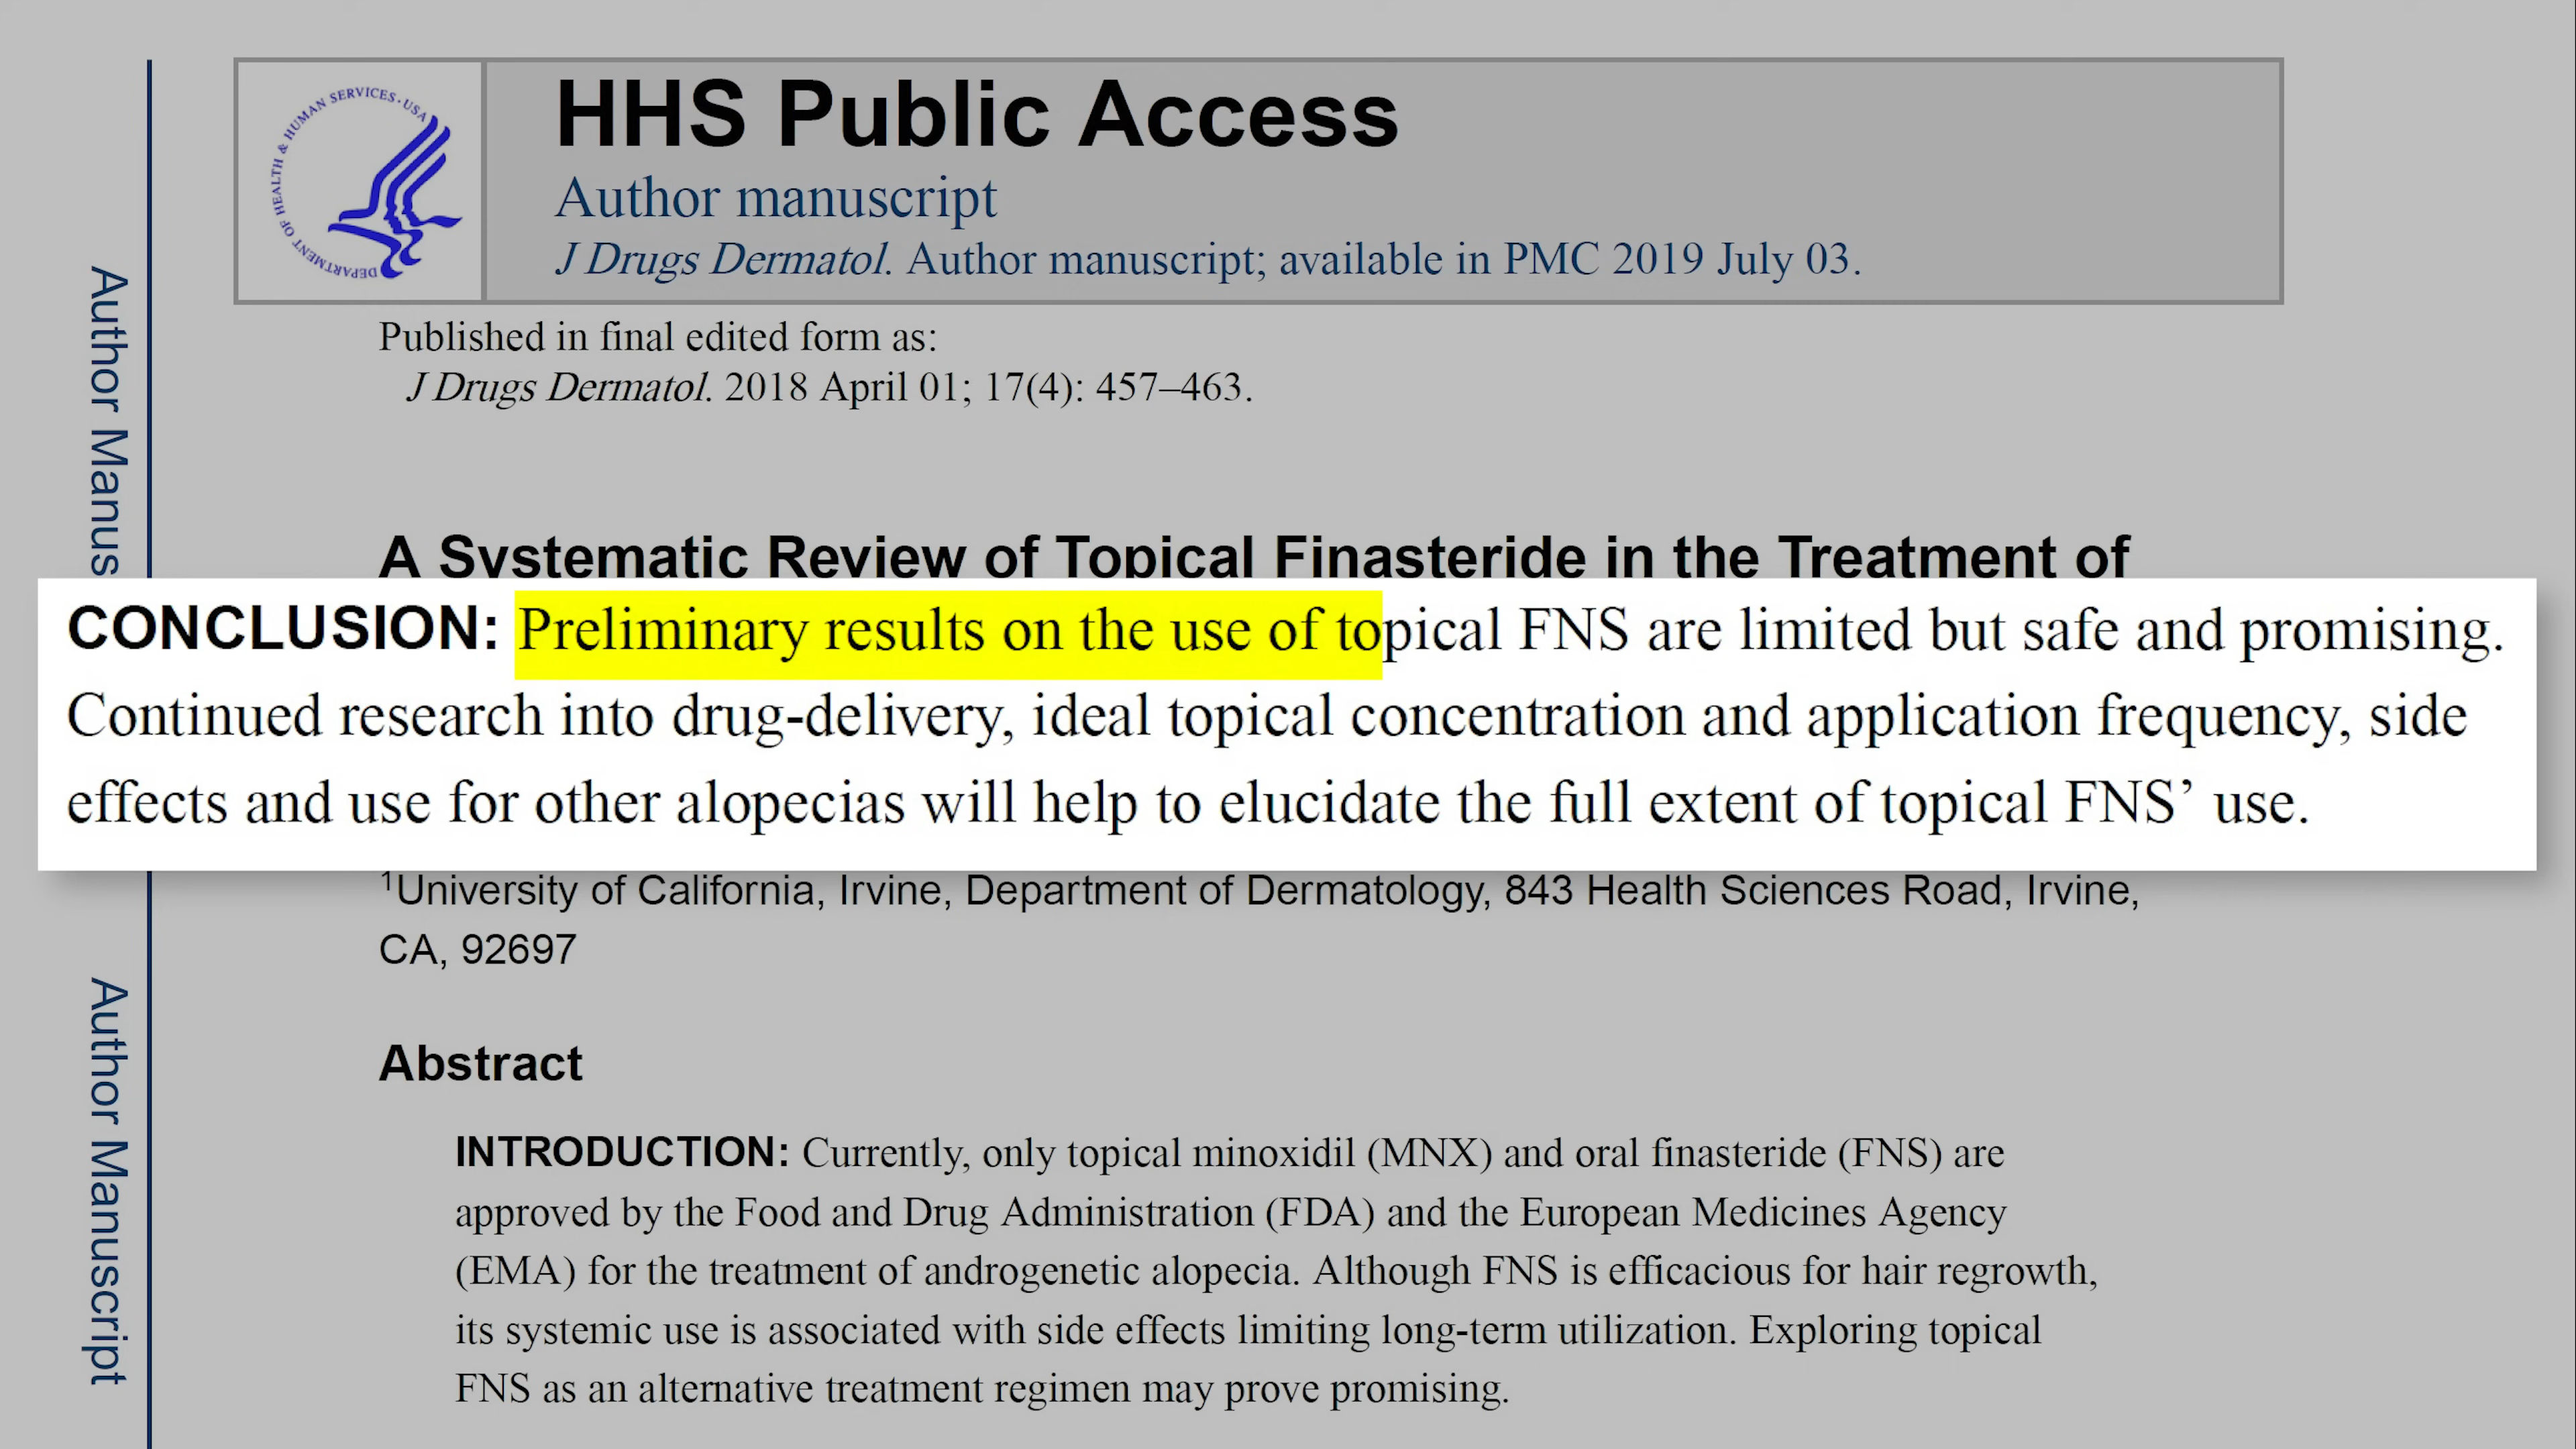 DEPARTMENT OF HEALTH & HUMAN SERVICES · USA
HHS Public Access
Author manuscript
J Drugs Dermatol. Author manuscript; available in PMC 2019 July 03.
Published in final edited form as:
J Drugs Dermatol. 2018 April 01; 17(4): 457–463.
Author Manus
A Systematic Review of Topical Finasteride in the Treatment of
CONCLUSION: Preliminary results on the use of topical FNS are limited but safe and promising.
Continued research into drug-delivery, ideal topical concentration and application frequency, side
effects and use for other alopecias will help to elucidate the full extent of topical FNS’ use.
1University of California, Irvine, Department of Dermatology, 843 Health Sciences Road, Irvine,
CA, 92697
Author Manuscript
Abstract
INTRODUCTION: Currently, only topical minoxidil (MNX) and oral finasteride (FNS) are
approved by the Food and Drug Administration (FDA) and the European Medicines Agency
(EMA) for the treatment of androgenetic alopecia. Although FNS is efficacious for hair regrowth,
its systemic use is associated with side effects limiting long-term utilization. Exploring topical
FNS as an alternative treatment regimen may prove promising.